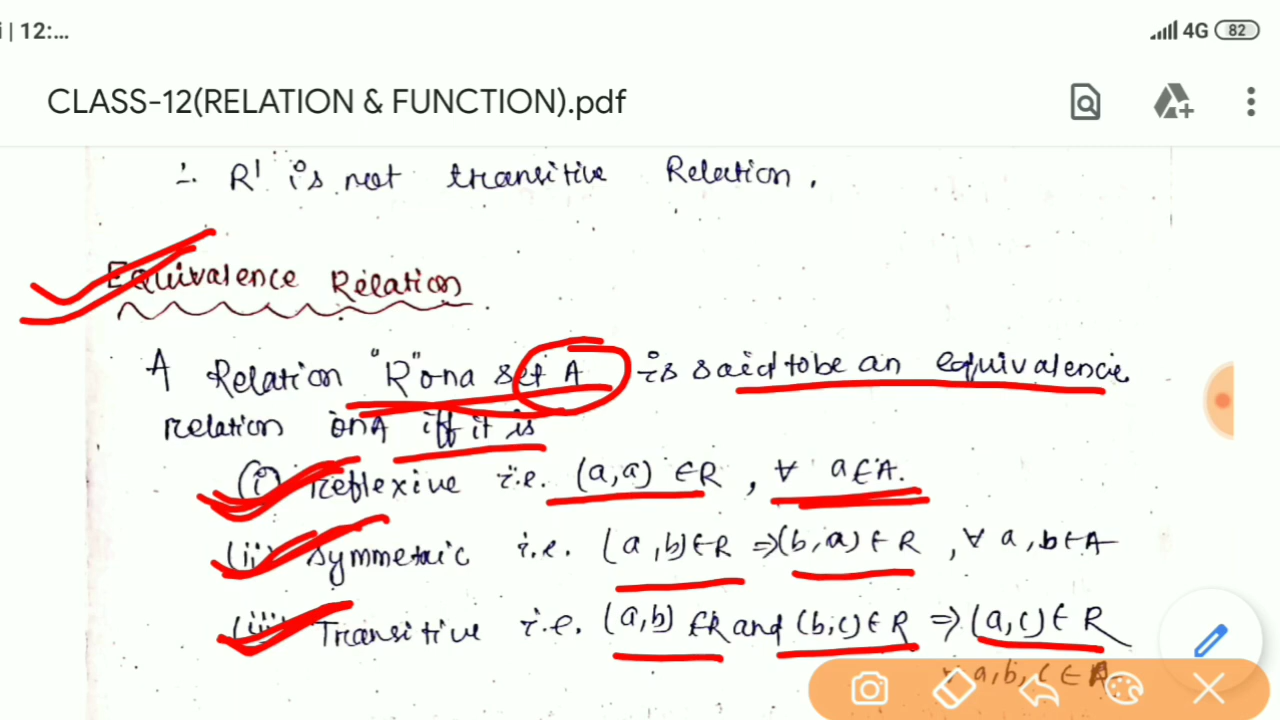 i | 12:...
4G 82
CLASS-12(RELATION & FUNCTION).pdf
∴ R' is not transitive Relation.
Equivalence Relation
A Relation "R" on a set A is said to be an equivalence
relation on A iff it is
(i) reflexive i.e. (a,a) ∈ R, ∀ a ∈ A.
(ii) Symmetric i.e. (a,b) ∈ R ⇒ (b,a) ∈ R, ∀ a,b ∈ A
(iii) Transitive i.e. (a,b) ∈ R and (b,c) ∈ R ⇒ (a,c) ∈ R
∀ a,b,c ∈ A